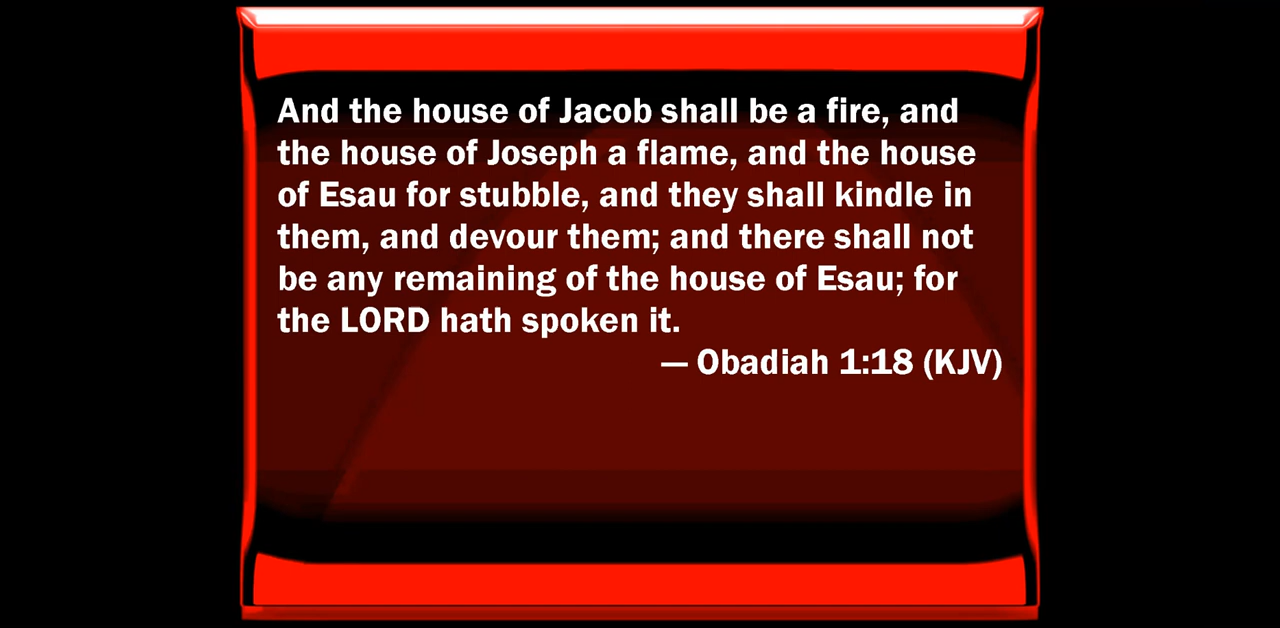 And the house of Jacob shall be a fire, and
the house of Joseph a flame, and the house
of Esau for stubble, and they shall kindle in
them, and devour them; and there shall not
be any remaining of the house of Esau; for
the LORD hath spoken it.
— Obadiah 1:18 (KJV)